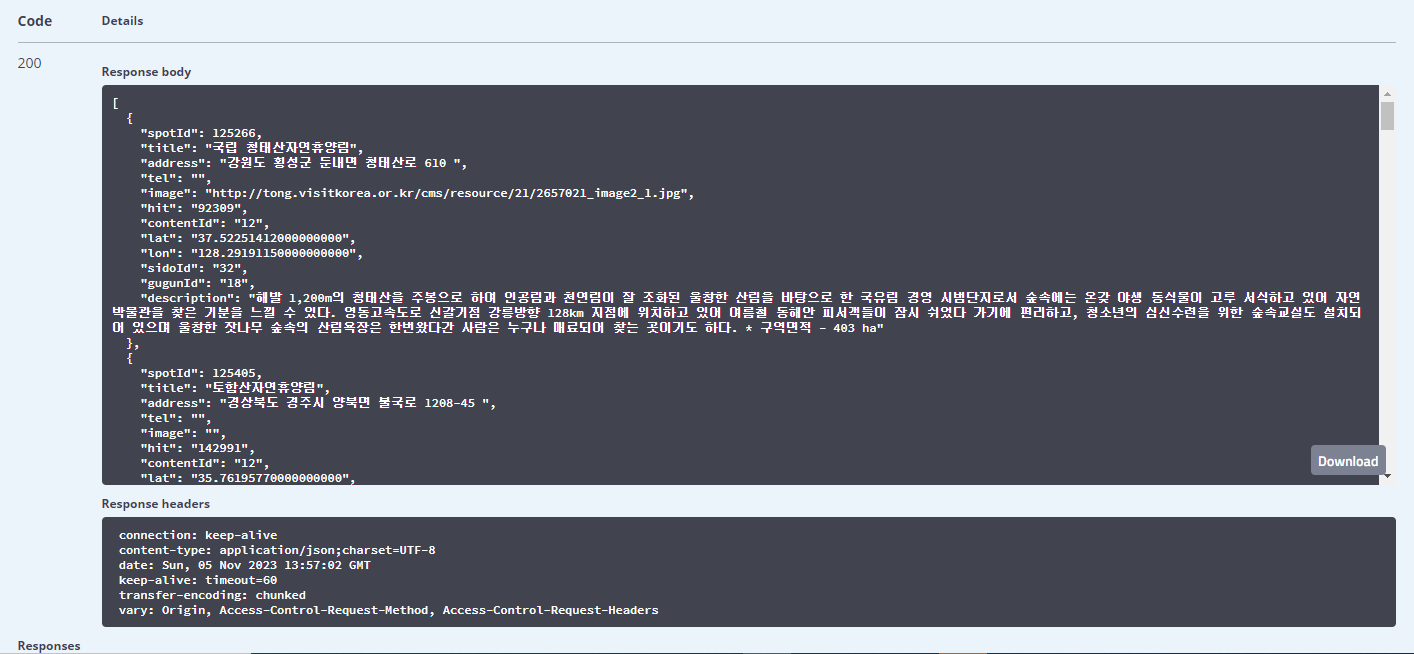 Code Details
200
Response body
[
{
"spotId": 125266,
"title": "국립 청태산자연휴양림",
"address": "강원도 횡성군 둔내면 청태산로 610 ",
"tel": "",
"image": "http://tong.visitkorea.or.kr/cms/resource/21/2657021_image2_1.jpg",
"hit": "92309",
"contentId": "12",
"lat": "37.52251412000000000",
"lon": "128.29191150000000000",
"sidoId": "32",
"gugunId": "18",
"description": "해발 1,200m의 청태산을 주봉으로 하여 인공림과 천연림이 잘 조화된 울창한 산림을 바탕으로 한 국유림 경영 시범단지로서 숲속에는 온갖 야생 동식물이 고루 서식하고 있어 자연
박물관을 찾은 기분을 느낄 수 있다. 영동고속도로 신갈기점 강릉방향 128km 지점에 위치하고 있어 여름철 동해안 피서객들이 잠시 쉬었다 가기에 편리하고, 청소년의 심신수련을 위한 숲속교실도 설치되
어 있으며 울창한 잣나무 숲속의 산림욕장은 한번왔다간 사람은 누구나 매료되어 찾는 곳이기도 하다. * 구역면적 - 403 ha"
},
{
"spotId": 125405,
"title": "토함산자연휴양림",
"address": "경상북도 경주시 양북면 불국로 1208-45 ",
"tel": "",
"image": "",
"hit": "142991",
"contentId": "12",
"lat": "35.76195770000000000",
Download
Response headers
connection: keep-alive
content-type: application/json;charset=UTF-8
date: Sun, 05 Nov 2023 13:57:02 GMT
keep-alive: timeout=60
transfer-encoding: chunked
vary: Origin, Access-Control-Request-Method, Access-Control-Request-Headers
Responses